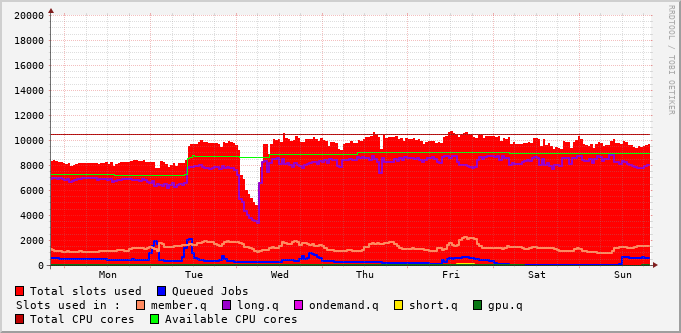 20000
18000
16000
14000
12000
10000
8000
6000
4000
2000
0
Mon Tue Wed Thu Fri Sat Sun
RRDTOOL / TOBI OETIKER
Total slots used Queued Jobs
Slots used in : member.q long.q ondemand.q short.q gpu.q
Total CPU cores Available CPU cores